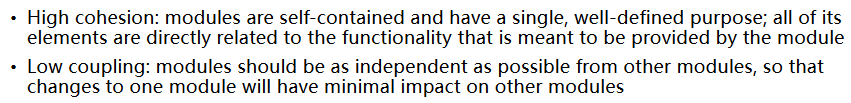 • High cohesion: modules are self-contained and have a single, well-defined purpose; all of its
elements are directly related to the functionality that is meant to be provided by the module
• Low coupling: modules should be as independent as possible from other modules, so that
changes to one module will have minimal impact on other modules